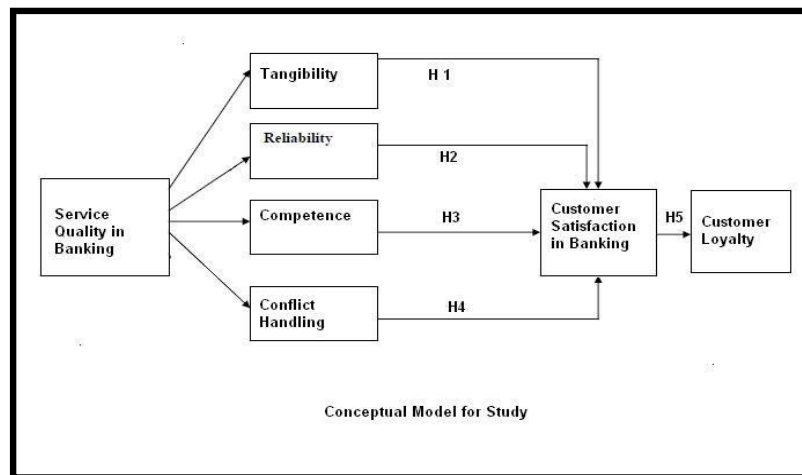 Tangibility
H 1
Reliability
H2
Service
Quality in
Banking
Competence
H3
Customer
Satisfaction
in Banking
H5
Customer
Loyalty
Conflict
Handling
H4
Conceptual Model for Study